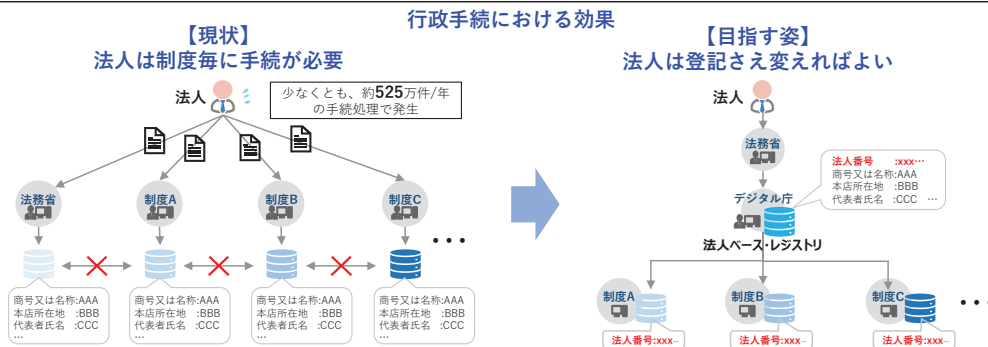 行政手続における効果
【現状】
法人は制度毎に手続が必要
法人
少なくとも、約525万件/年
の手続処理で発生
法務省
制度A
制度B
制度C
•••
商号又は名称:AAA
本店所在地 :BBB
代表者氏名 :CCC
…
商号又は名称:AAA
本店所在地 :BBB
代表者氏名 :CCC
…
商号又は名称:AAA
本店所在地 :BBB
代表者氏名 :CCC
…
商号又は名称:AAA
本店所在地 :BBB
代表者氏名 :CCC
…
【目指す姿】
法人は登記さえ変えればよい
法人
法務省
デジタル庁
法人番号 :xxx…
商号又は名称:AAA
本店所在地 :BBB
代表者氏名 :CCC …
法人ベース・レジストリ
制度A
制度B
制度C
•••
法人番号:xxx…
法人番号:xxx…
法人番号:xxx…